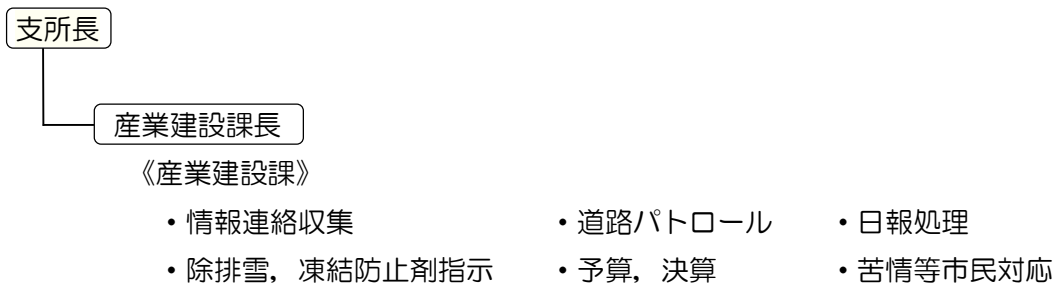 支所長
産業建設課長
《産業建設課》
・情報連絡収集 ・道路パトロール ・日報処理
・除排雪，凍結防止剤指示 ・予算，決算 ・苦情等市民対応